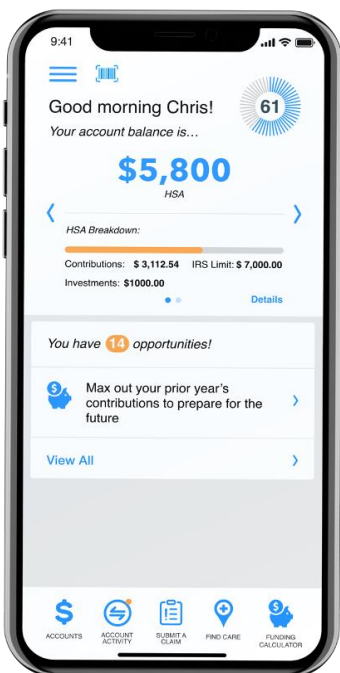 9:41
Good morning Chris!
61
Your account balance is...
$5,800
HSA
HSA Breakdown:
Contributions: $ 3,112.54 IRS Limit: $ 7,000.00
Investments: $1000.00
Details
You have 14 opportunities!
Max out your prior year's
contributions to prepare for the
future
View All
ACCOUNTS
ACCOUNT
ACTIVITY
SUBMIT A
CLAIM
FIND CARE
FUNDING
CALCULATOR